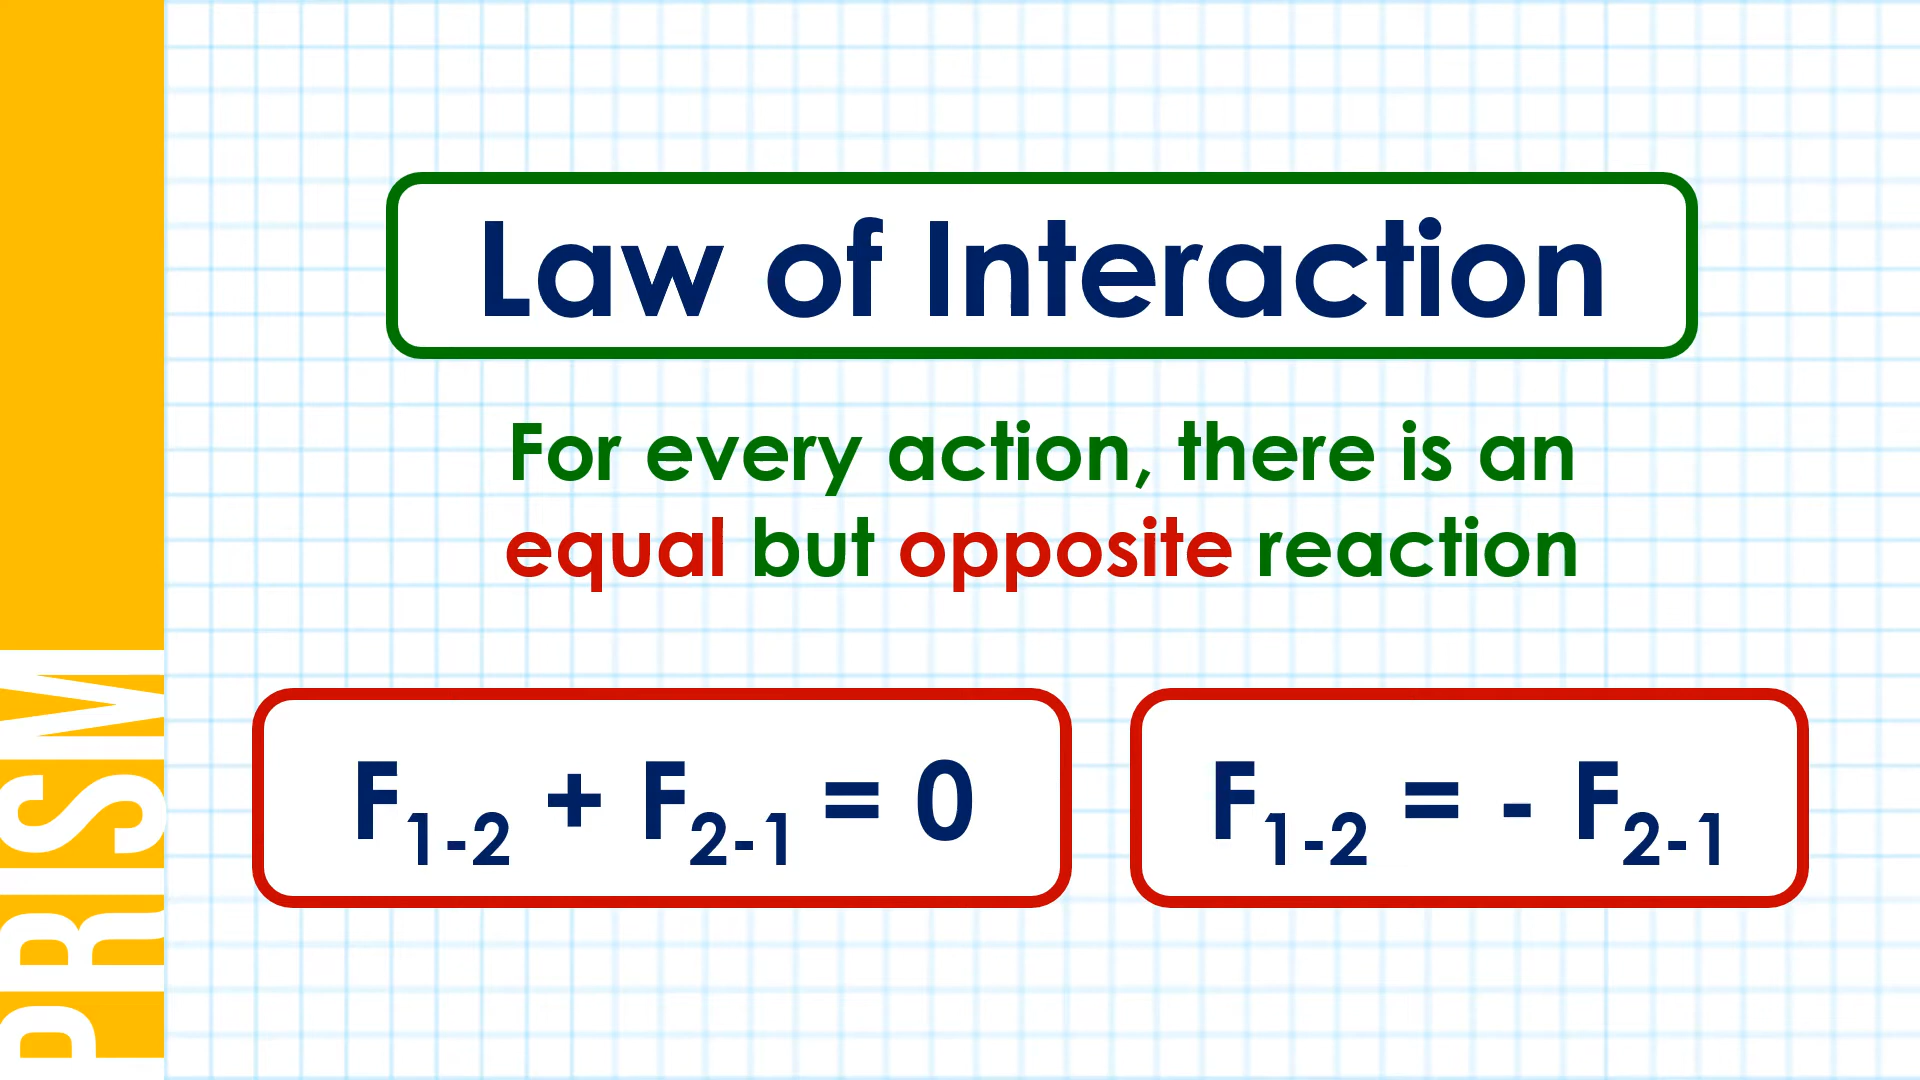 Law of Interaction
For every action, there is an
equal but opposite reaction
F₁₋₂ + F₂₋₁ = 0
F₁₋₂ = - F₂₋₁
PRISM